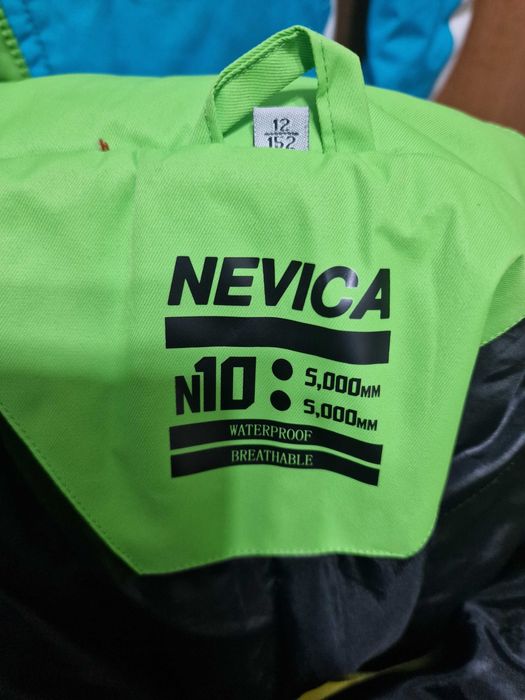 12
152
NEVICA
N10 : 5,000MM
5,000MM
WATERPROOF
BREATHABLE